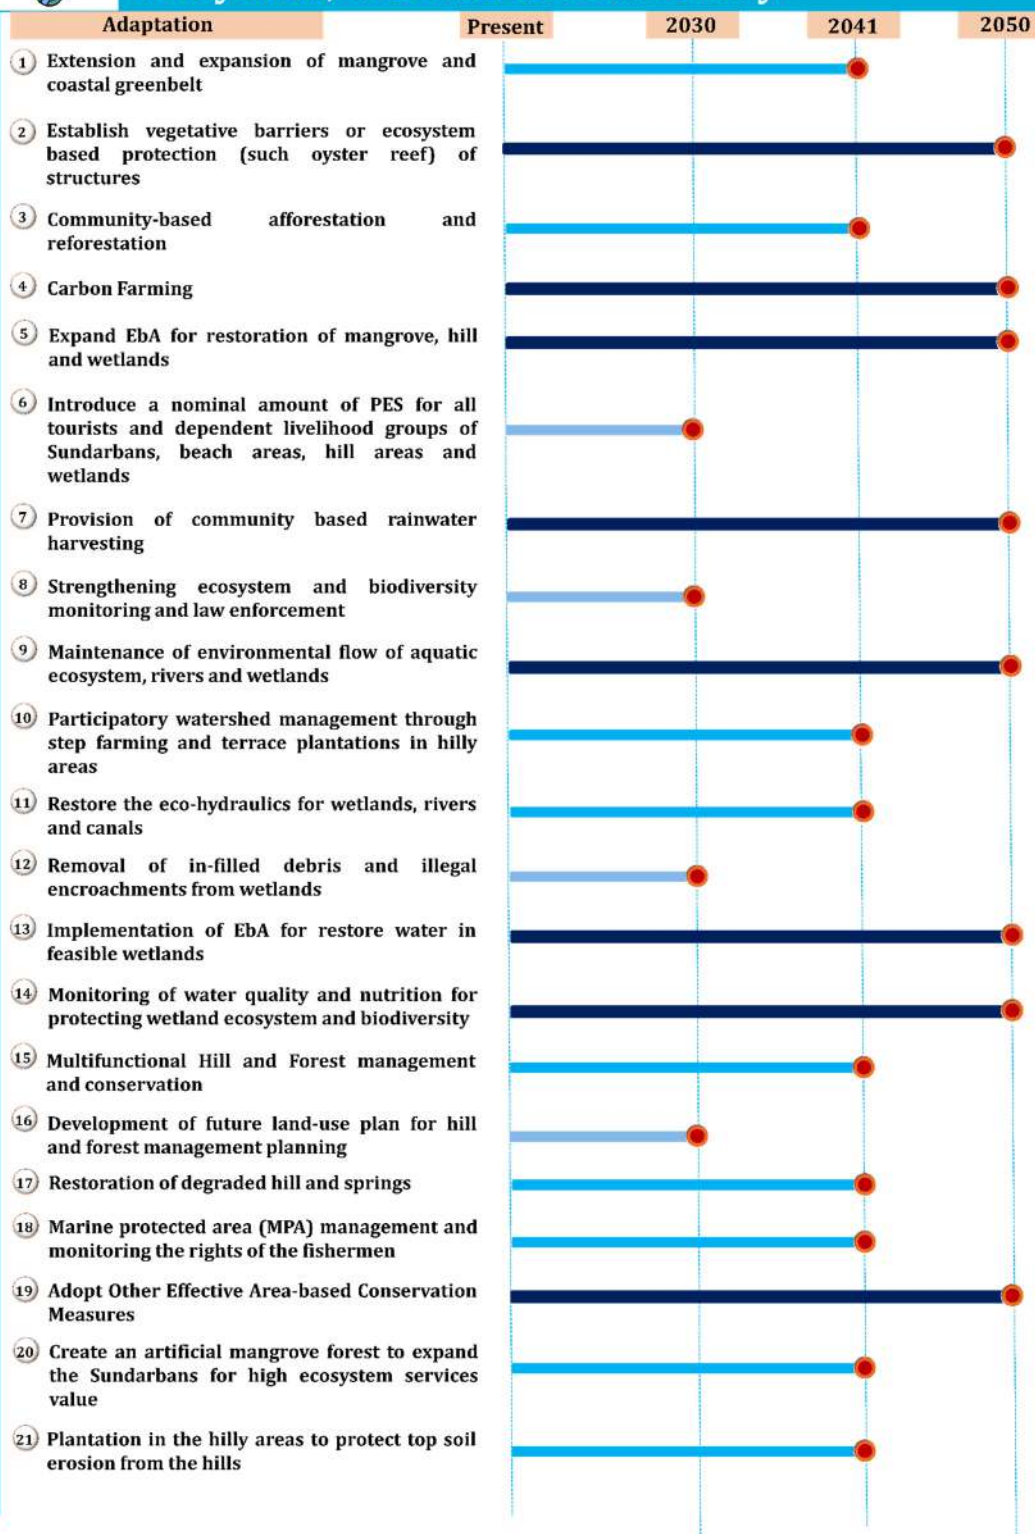 Adaptation
Present
2030
2041
2050
1 Extension and expansion of mangrove and
coastal greenbelt
2 Establish vegetative barriers or ecosystem
based protection (such oyster reef) of
structures
3 Community-based afforestation and
reforestation
4 Carbon Farming
5 Expand EbA for restoration of mangrove, hill
and wetlands
6 Introduce a nominal amount of PES for all
tourists and dependent livelihood groups of
Sundarbans, beach areas, hill areas and
wetlands
7 Provision of community based rainwater
harvesting
8 Strengthening ecosystem and biodiversity
monitoring and law enforcement
9 Maintenance of environmental flow of aquatic
ecosystem, rivers and wetlands
10 Participatory watershed management through
step farming and terrace plantations in hilly
areas
11 Restore the eco-hydraulics for wetlands, rivers
and canals
12 Removal of in-filled debris and illegal
encroachments from wetlands
13 Implementation of EbA for restore water in
feasible wetlands
14 Monitoring of water quality and nutrition for
protecting wetland ecosystem and biodiversity
15 Multifunctional Hill and Forest management
and conservation
16 Development of future land-use plan for hill
and forest management planning
17 Restoration of degraded hill and springs
18 Marine protected area (MPA) management and
monitoring the rights of the fishermen
19 Adopt Other Effective Area-based Conservation
Measures
20 Create an artificial mangrove forest to expand
the Sundarbans for high ecosystem services
value
21 Plantation in the hilly areas to protect top soil
erosion from the hills